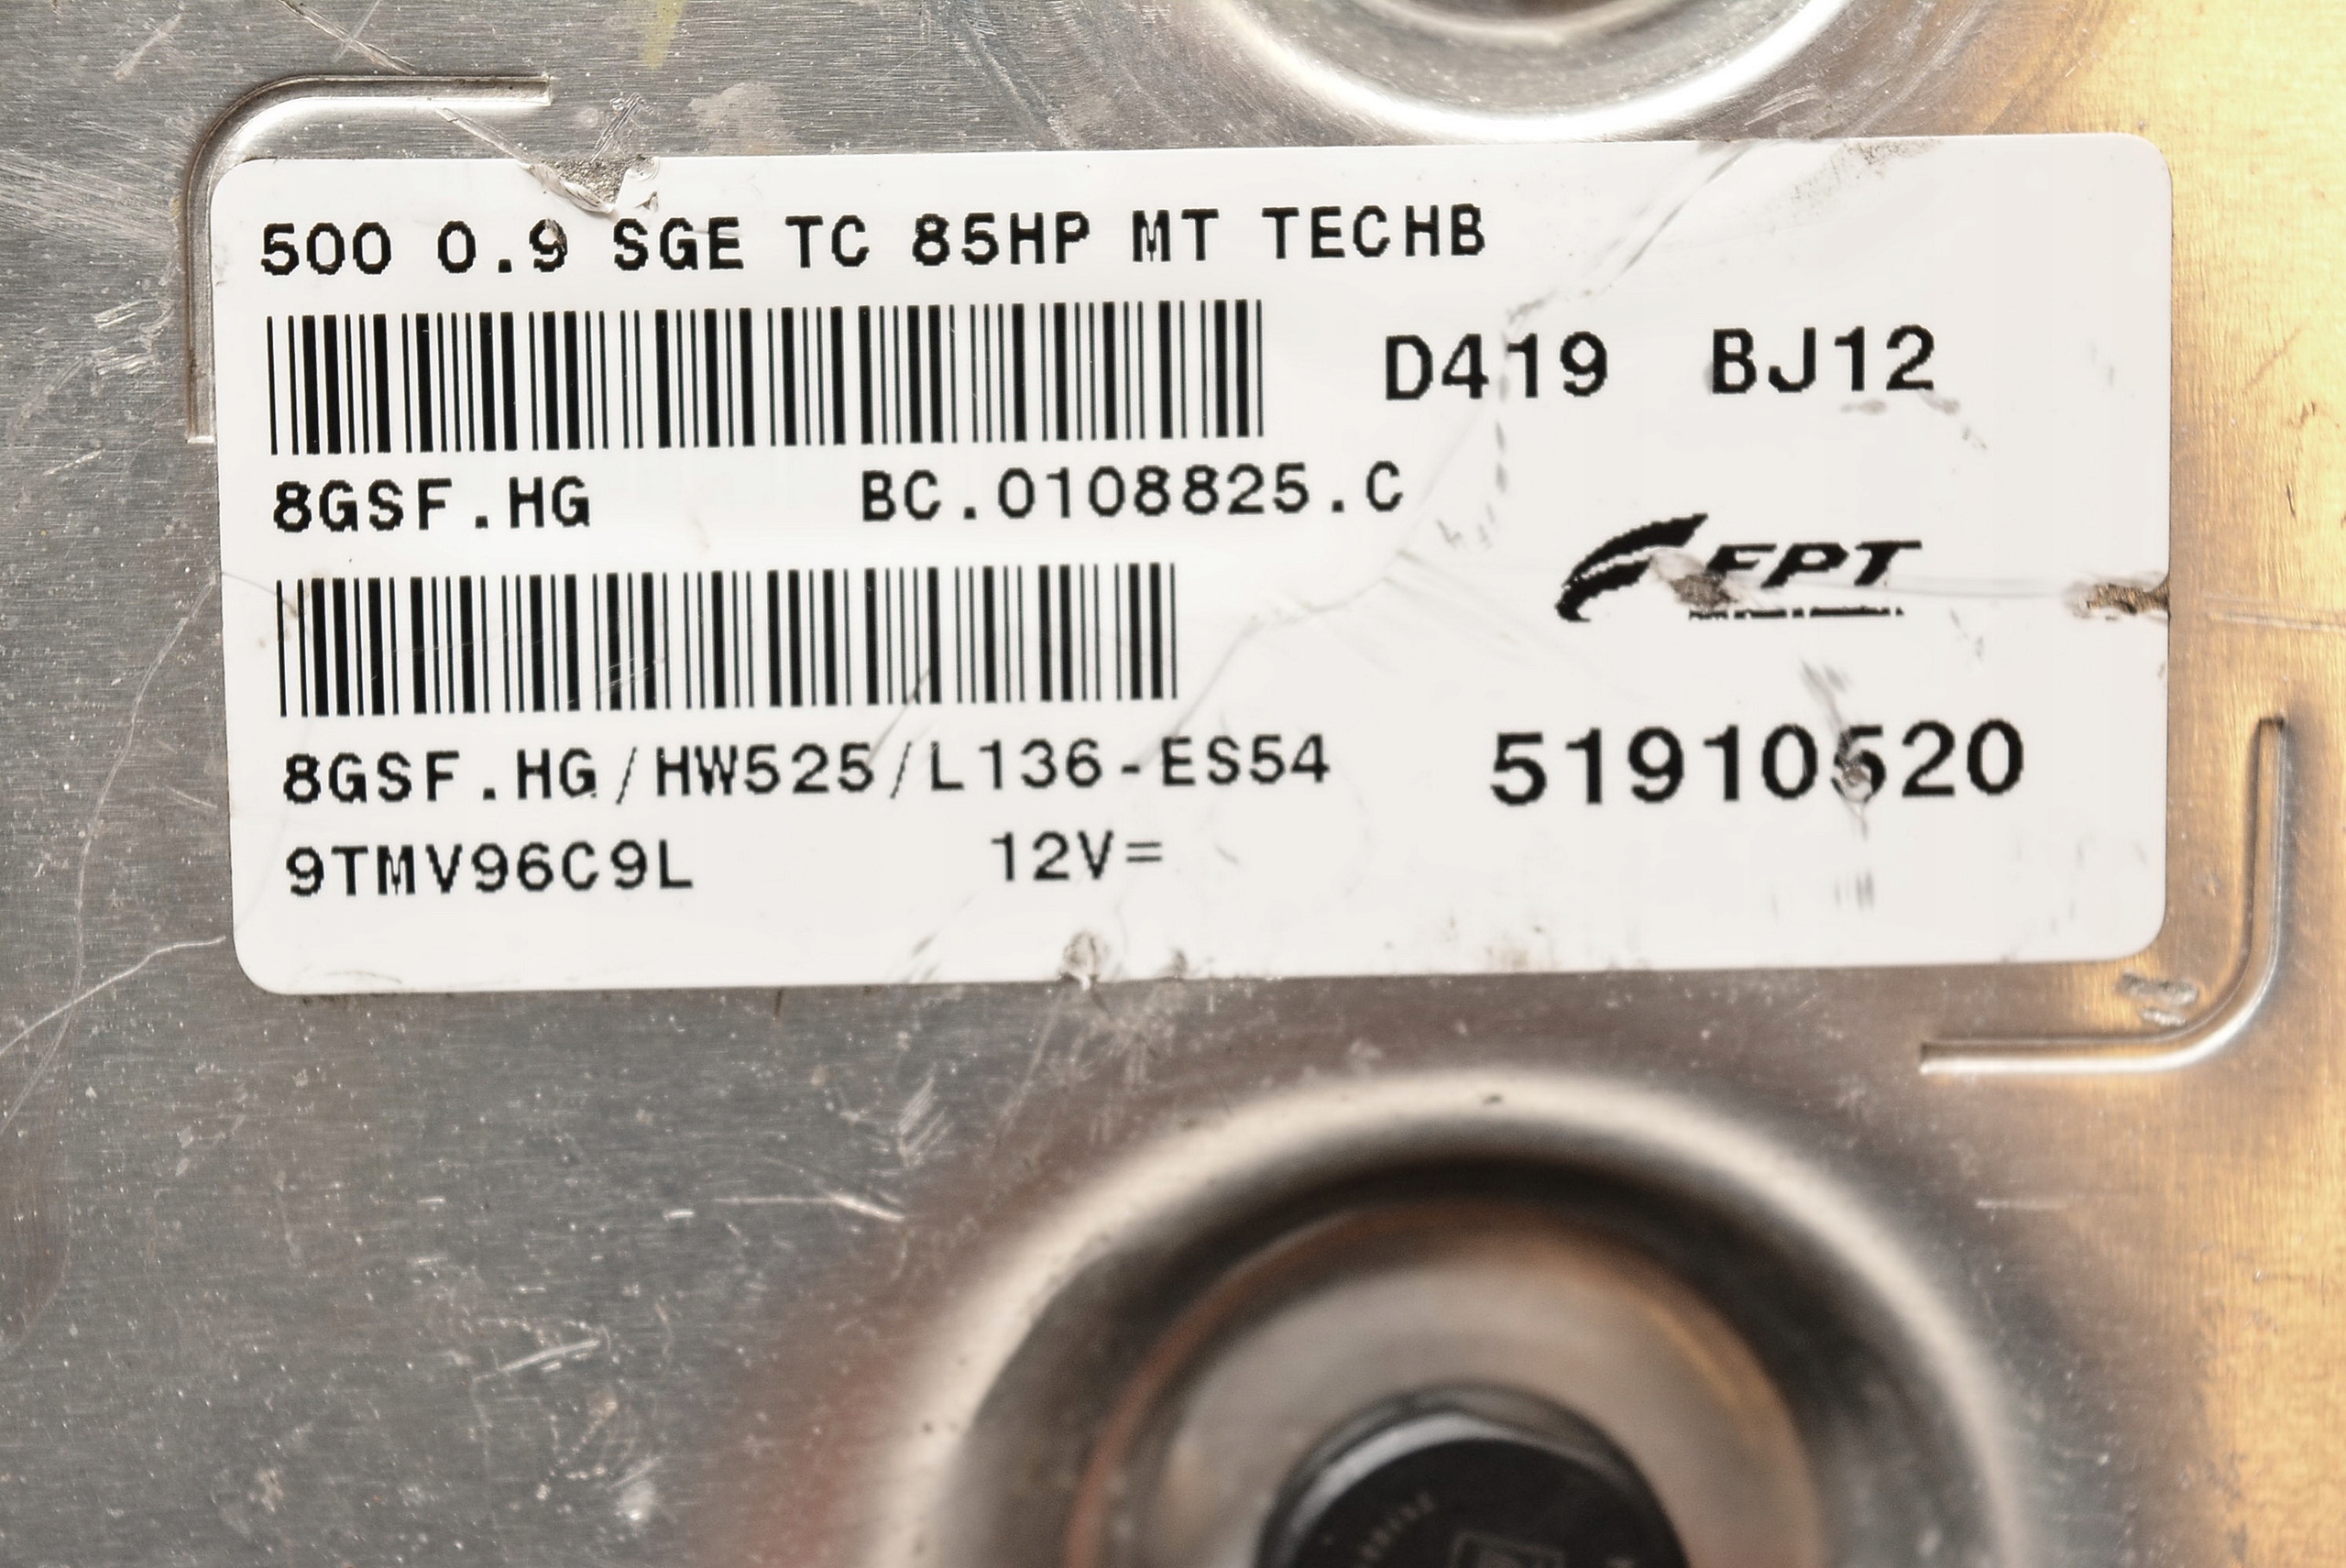 500 0.9 SGE TC 85HP MT TECHB
D419 BJ12
8GSF.HG BC.0108825.C
FPT
8GSF.HG/HW525/L136-ES54
51910520
9TMV96C9L 12V=